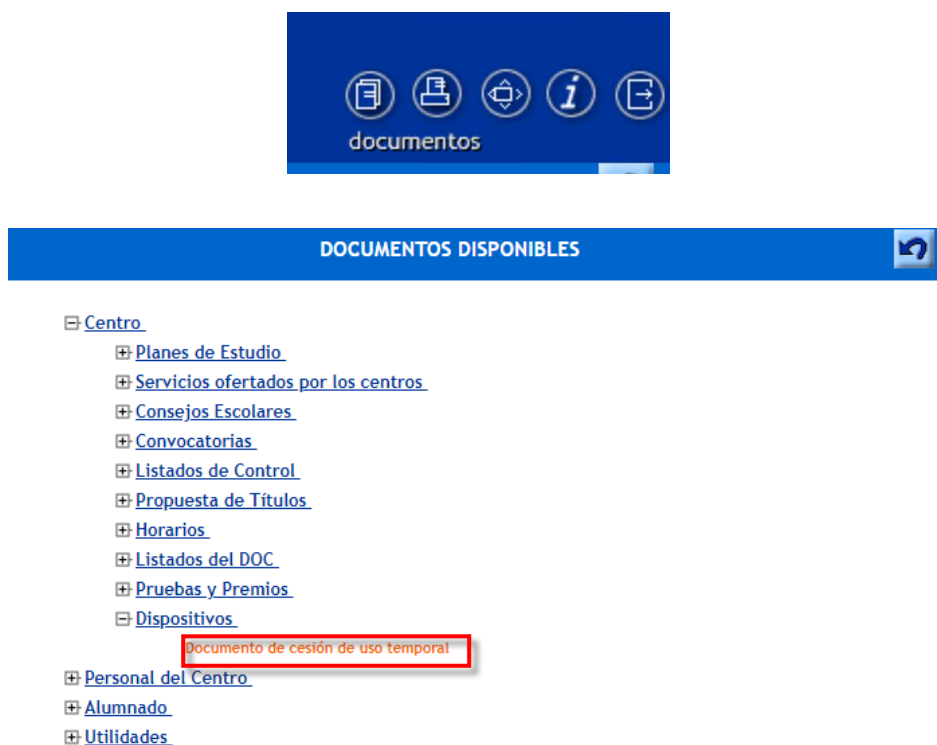 documentos
DOCUMENTOS DISPONIBLES
Centro
Planes de Estudio
Servicios ofertados por los centros
Consejos Escolares
Convocatorias
Listados de Control
Propuesta de Títulos
Horarios
Listados del DOC
Pruebas y Premios
Dispositivos
Documento de cesión de uso temporal
Personal del Centro
Alumnado
Utilidades